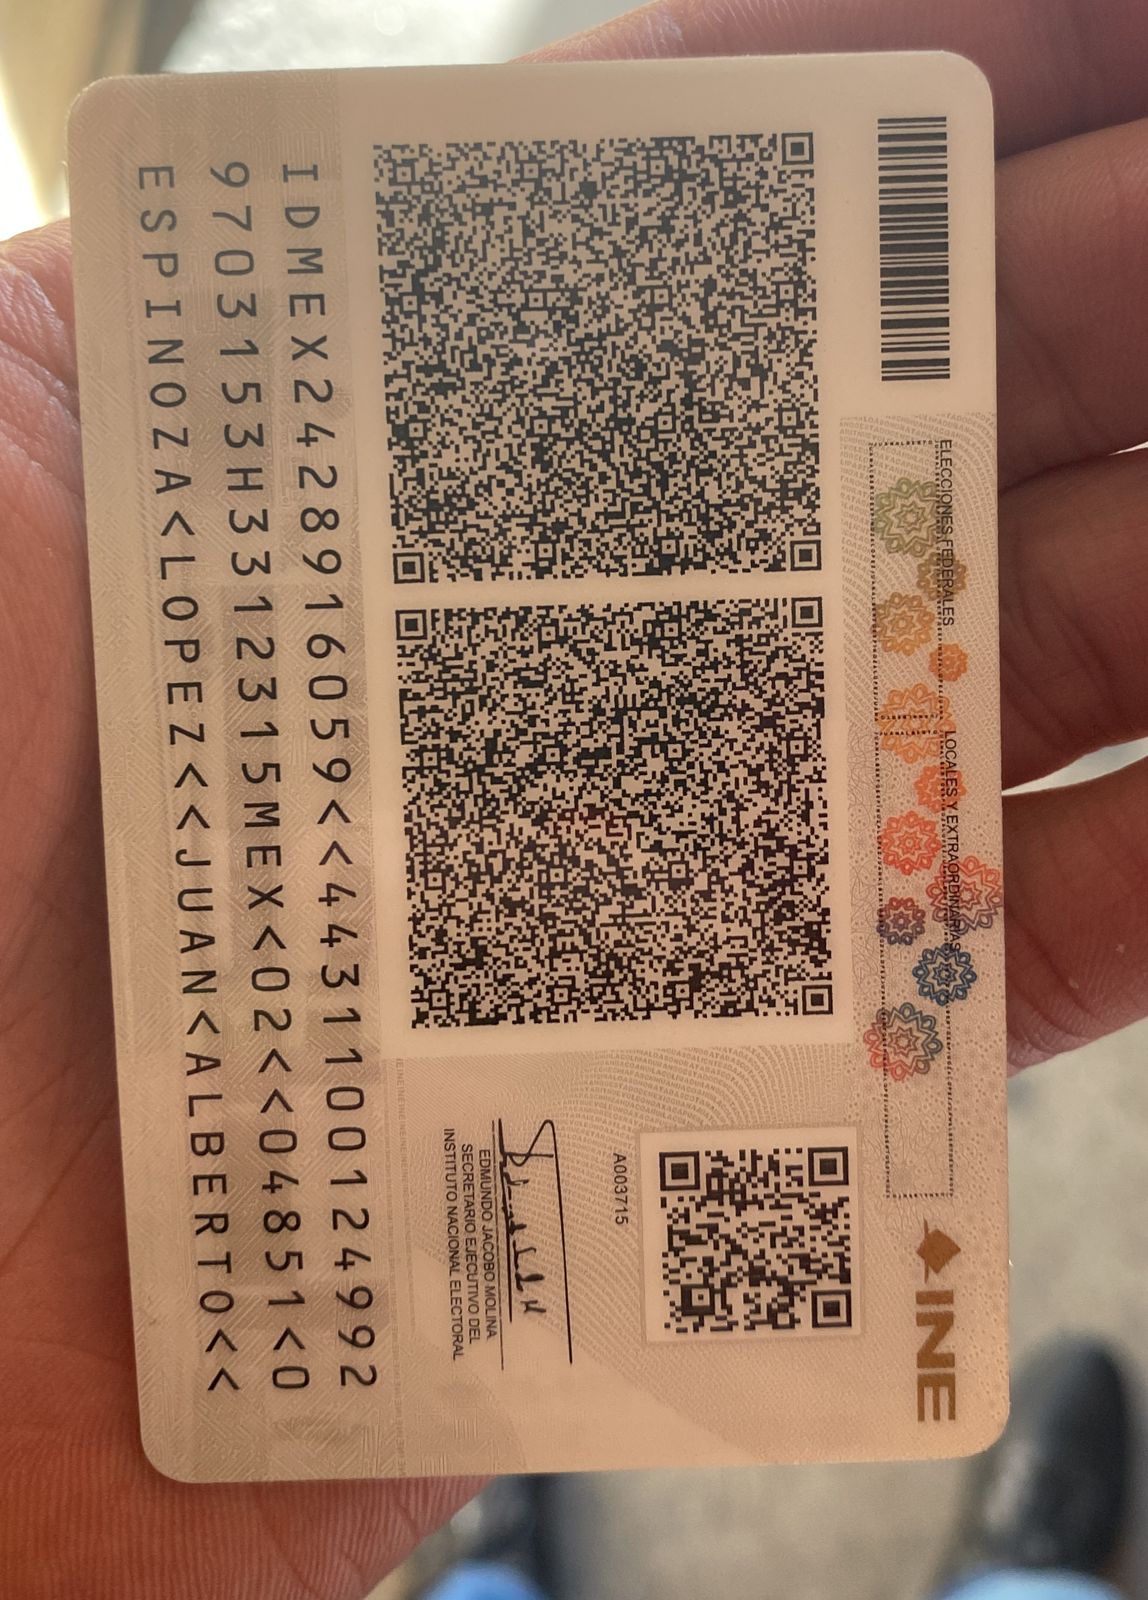 ELECCIONES FEDERALES,
LOCALES Y EXTRAORDINARIAS
INE
A003715
EDMUNDO JACOBO MOLINA
SECRETARIO EJECUTIVO DEL
INSTITUTO NACIONAL ELECTORAL
IDMEX2428916059<<4431100124992
9703153H3312315MEX<02<<04851<0
ESPINOZA<LOPEZ<<JUAN<ALBERTO<<